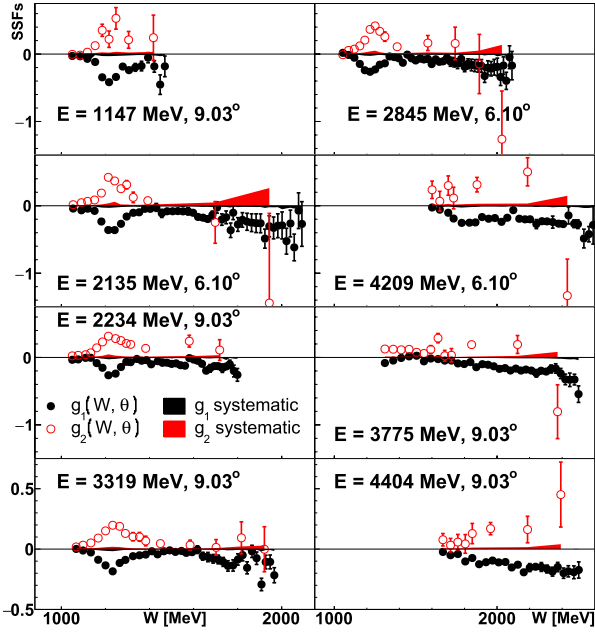 SSFs
0
−1
E = 1147 MeV, 9.03°
E = 2845 MeV, 6.10°
0
−1
E = 2135 MeV, 6.10°
E = 4209 MeV, 6.10°
E = 2234 MeV, 9.03°
0
g1(W, θ) g1 systematic
g2(W, θ) g2 systematic
−1
E = 3775 MeV, 9.03°
E = 3319 MeV, 9.03°
E = 4404 MeV, 9.03°
0.5
0
−0.5
1000 W [MeV] 2000 1000 2000 W [MeV]